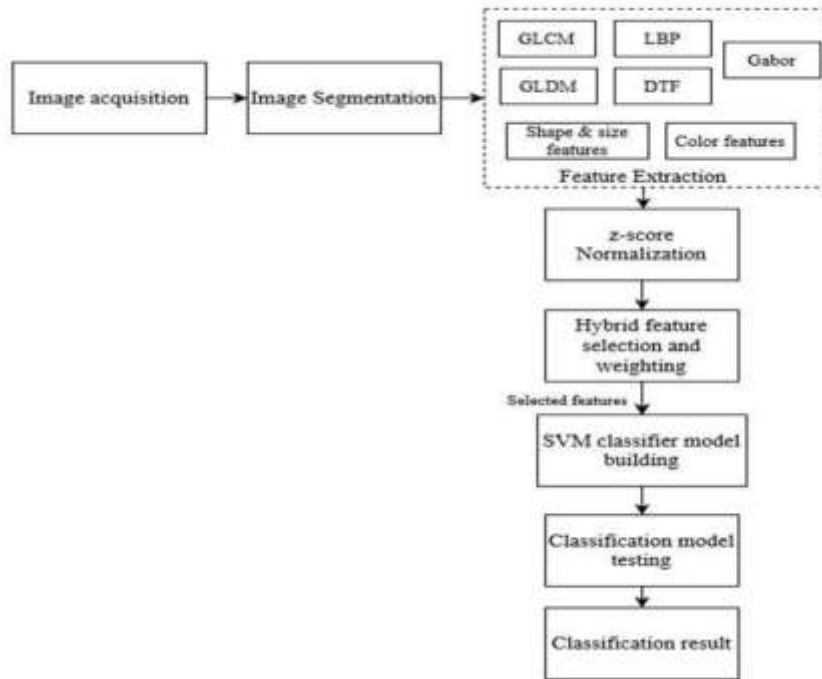 Image acquisition
Image Segmentation
GLCM
LBP
Gabor
GLDM
DTF
Shape & size
features
Color features
Feature Extraction
z-score
Normalization
Hybrid feature
selection and
weighting
Selected features
SVM classifier model
building
Classification model
testing
Classification result